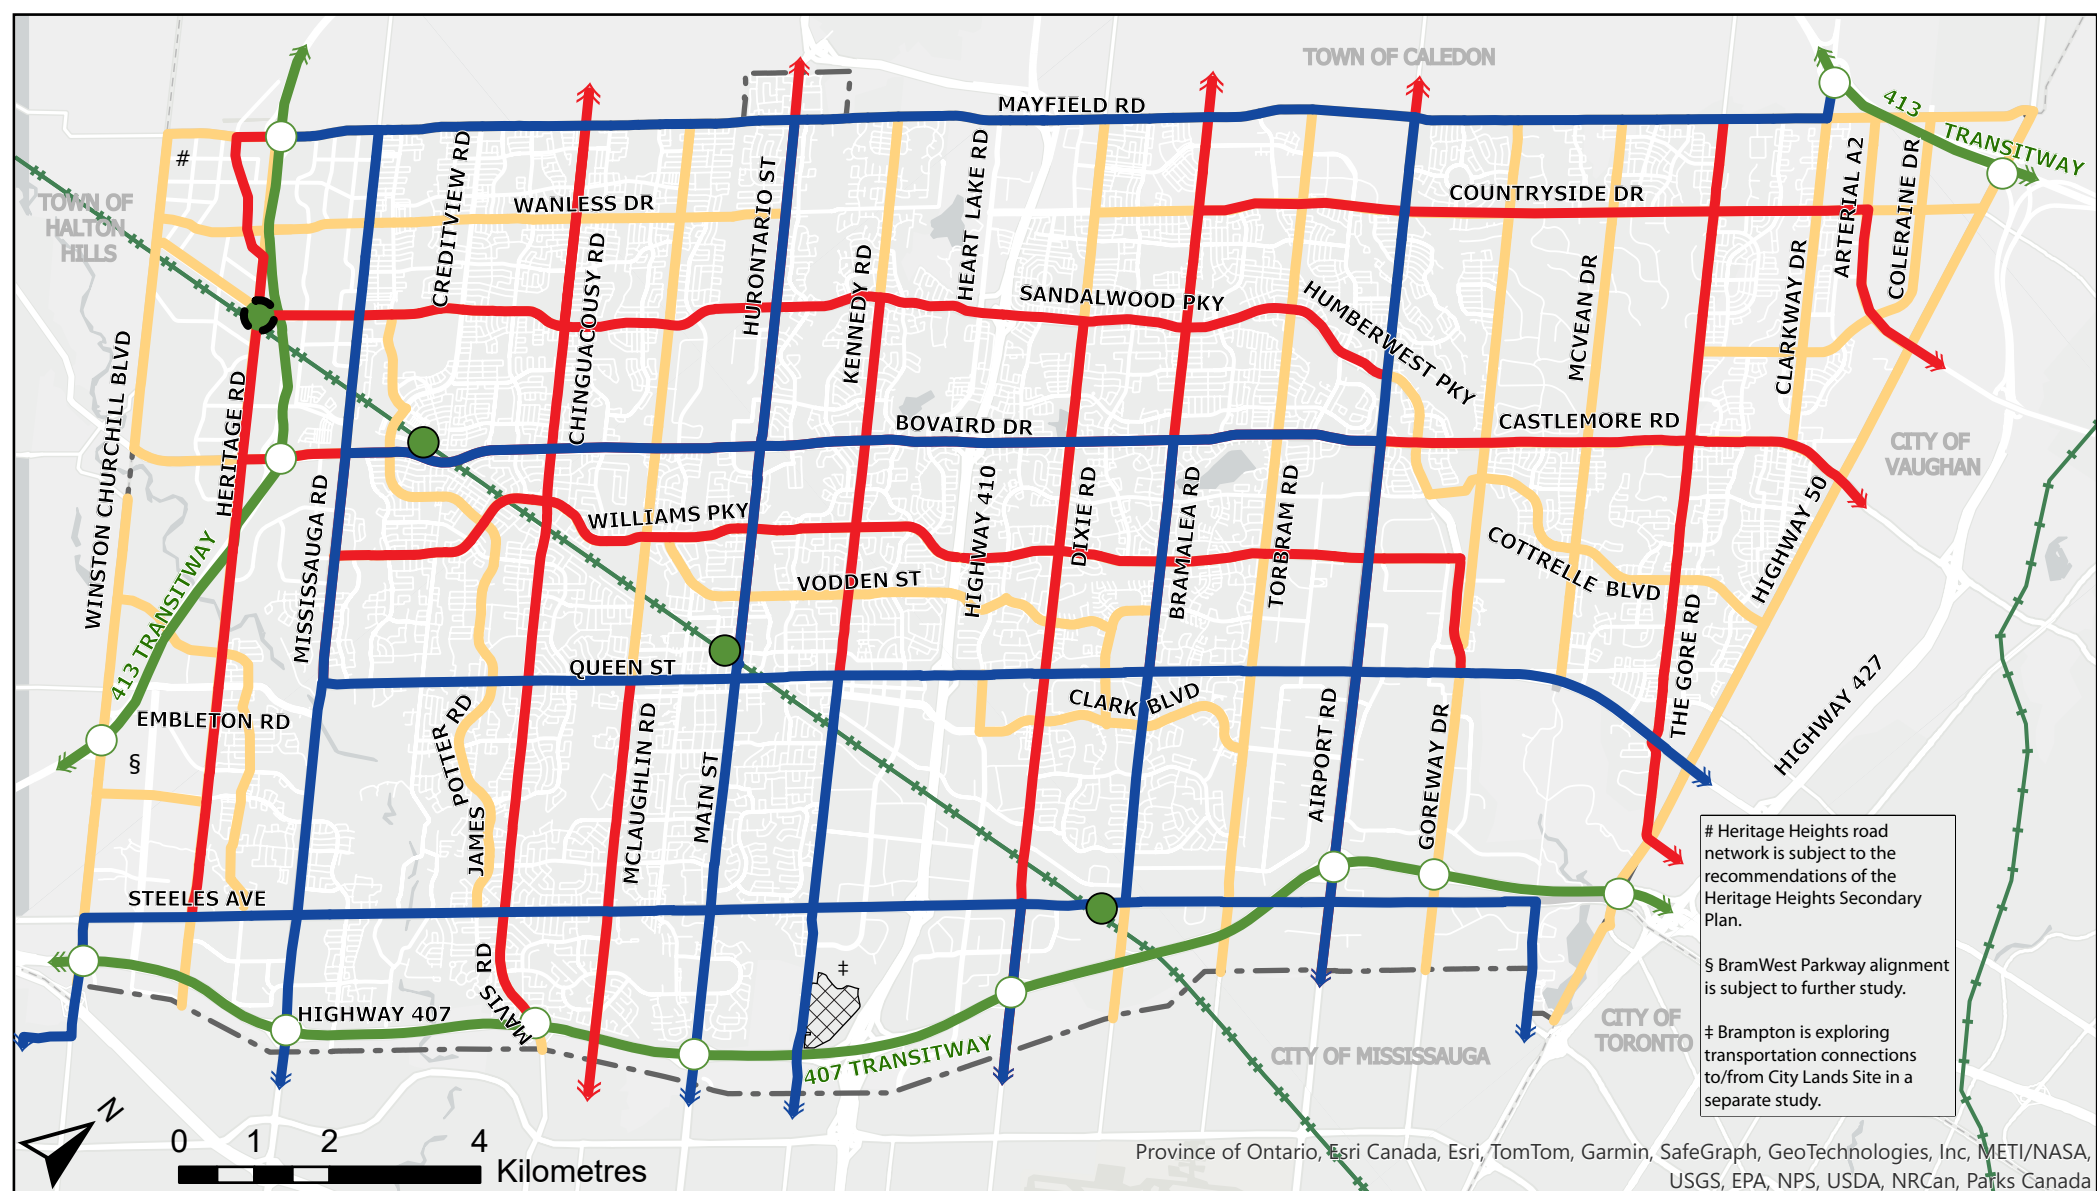 TOWN OF CALEDON
MAYFIELD RD
413 TRANSITWAY
#
TOWN OF
HALTON
HILLS
WANLESS DR
COUNTRYSIDE DR
CREDITVIEW RD
CHINGUACOUSY RD
HURONTARIO ST
KENNEDY RD
HEART LAKE RD
SANDALWOOD PKY
HUMBERWEST PKY
MCVEAN DR
CLARKWAY DR
ARTERIAL A2
COLERAINE DR
WINSTON CHURCHILL BLVD
HERITAGE RD
MISSISSAUGA RD
BOVAIRD DR
CASTLEMORE RD
CITY OF
VAUGHAN
WILLIAMS PKY
HIGHWAY 410
DIXIE RD
BRAMALEA RD
TORBRAM RD
COTTRELLE BLVD
HIGHWAY 50
413 TRANSITWAY
VODDEN ST
QUEEN ST
CLARK BLVD
THE GORE RD
HIGHWAY 427
EMBLETON RD
§
JAMES POTTER RD
MCLAUGHLIN RD
MAIN ST
AIRPORT RD
GOREWAY DR
STEELES AVE
MAVIS RD
‡
HIGHWAY 407
407 TRANSITWAY
CITY OF MISSISSAUGA
CITY OF
TORONTO
# Heritage Heights road
network is subject to the
recommendations of the
Heritage Heights Secondary
Plan.
§ BramWest Parkway alignment
is subject to further study.
‡ Brampton is exploring
transportation connections
to/from City Lands Site in a
separate study.
N
0 1 2 4
Kilometres
Province of Ontario, Esri Canada, Esri, TomTom, Garmin, SafeGraph, GeoTechnologies, Inc, METI/NASA,
USGS, EPA, NPS, USDA, NRCan, Parks Canada